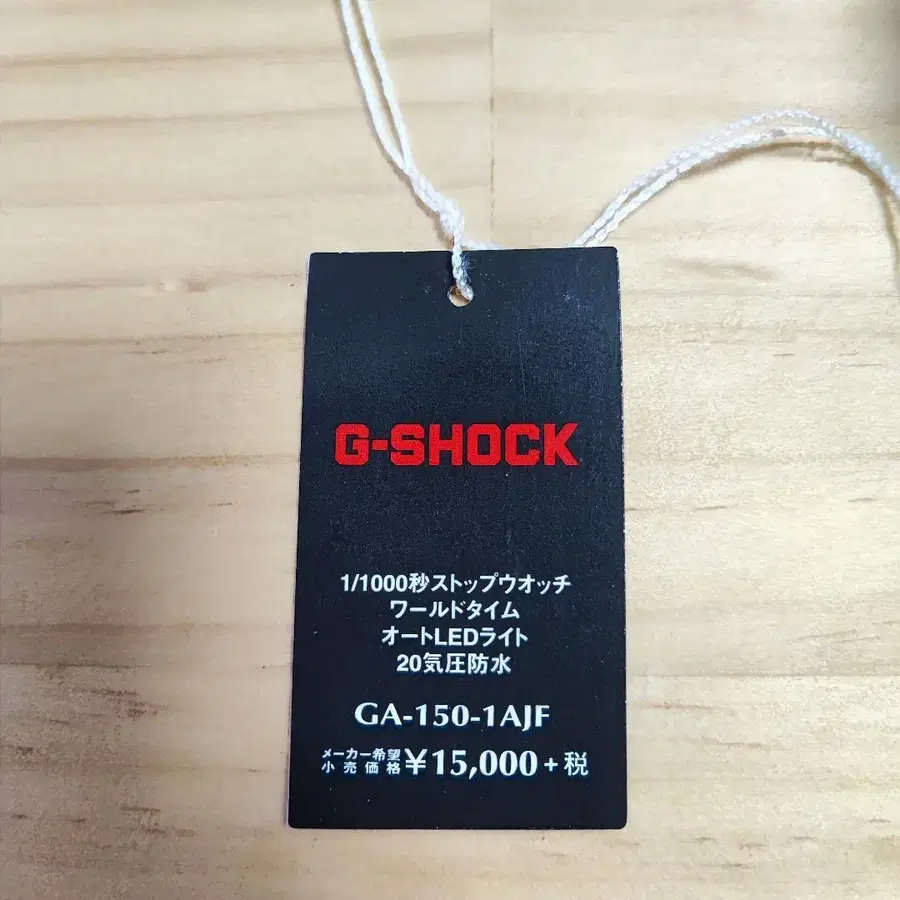 G-SHOCK
1/1000秒ストップウオッチ
ワールドタイム
オートLEDライト
20気圧防水
GA-150-1AJF
メーカー希望
小売価格 ¥15,000+税